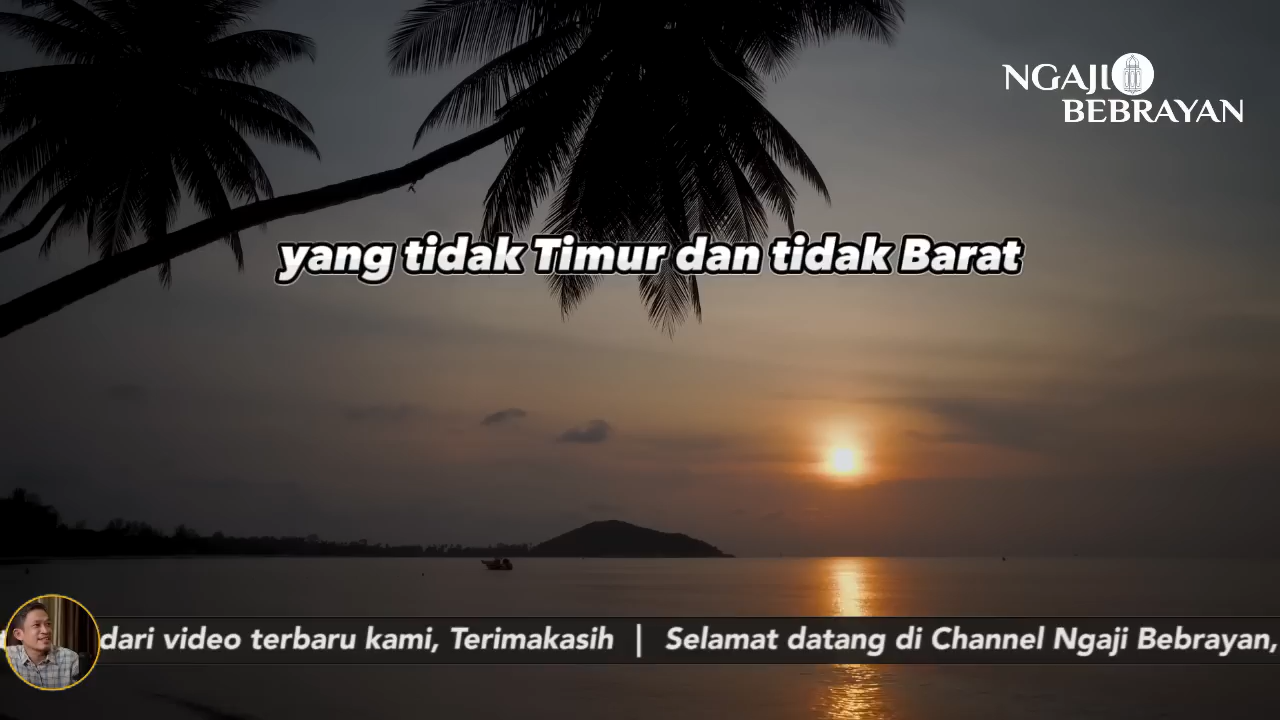 NGAJI
BEBRAYAN
yang tidak Timur dan tidak Barat
dari video terbaru kami, Terimakasih | Selamat datang di Channel Ngaji Bebrayan,